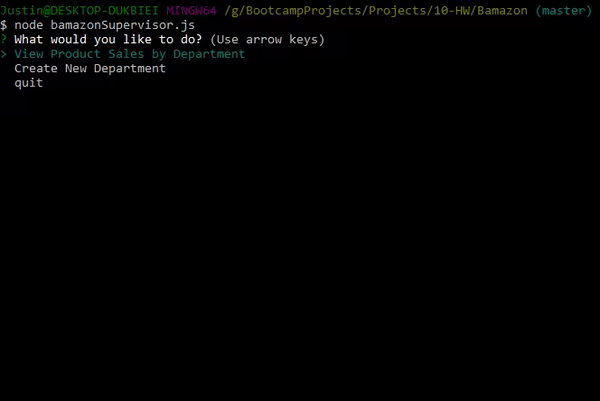 Justin@DESKTOP-DUKBIEI MINGW64 /g/BootcampProjects/Projects/10-HW/Bamazon (master)
$ node bamazonSupervisor.js
? What would you like to do? (Use arrow keys)
> View Product Sales by Department
Create New Department
quit